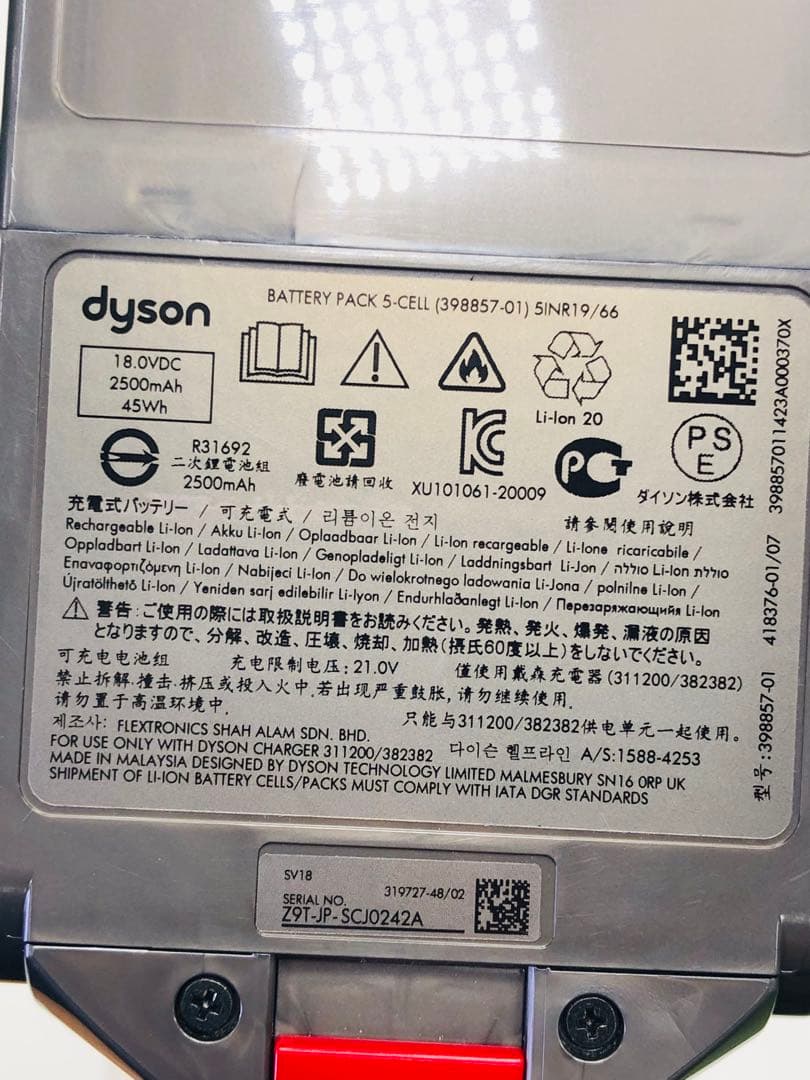 dyson
BATTERY PACK 5-CELL (398857-01) 5INR19/66
18.0VDC
2500mAh
45Wh
Li-Ion 20
R31692
二次鋰電池組
2500mAh
廢電池請回收
XU101061-20009
PS
E
ダイソン株式会社
充電式バッテリー / 可充電式 / 리튬이온 전지
請參閱使用說明
Rechargeable Li-Ion / Akku Li-Ion / Oplaadbaar Li-Ion / Li-Ion recargeable / Li-Ione ricaricabile /
Oppladbart Li-Ion / Ladattava Li-Ion / Genopladeligt Li-Ion / Laddningsbart Li-Jon / סוללת Li-Ion נטענת
Επαναφορτιζόμενη Li-Ion / Nabíjecí Li-Ion / Do wielokrotnego ładowania Li-Jona / polnilne Li-Ion /
Újratölthető Li-Ion / Yeniden sarj edilebilir Li-Iyon / Endurhlaðanlegt Li-Ion / Перезаряжающийя Li-Ion
警告:ご使用の際には取扱説明書をお読みください。発熱、発火、爆発、漏液の原因
となりますので、分解、改造、圧壊、焼却、加熱(摂氏60度以上)をしないでください。
可充电电池组 充电限制电压:21.0V 僅使用戴森充電器(311200/382382)
禁止拆解.撞击.挤压或投入火中.若出现严重鼓胀,请勿继续使用.
请勿置于高温环境中. 只能与311200/382382供电单元一起使用。
제조사: FLEXTRONICS SHAH ALAM SDN. BHD.
FOR USE ONLY WITH DYSON CHARGER 311200/382382 다이슨 헬프라인 A/S:1588-4253
MADE IN MALAYSIA DESIGNED BY DYSON TECHNOLOGY LIMITED MALMESBURY SN16 0RP UK
SHIPMENT OF LI-ION BATTERY CELLS/PACKS MUST COMPLY WITH IATA DGR STANDARDS
型号:398857-01 418376-01/07 398857011423A000370X
SV18
319727-48/02
SERIAL NO.
Z9T-JP-SCJ0242A